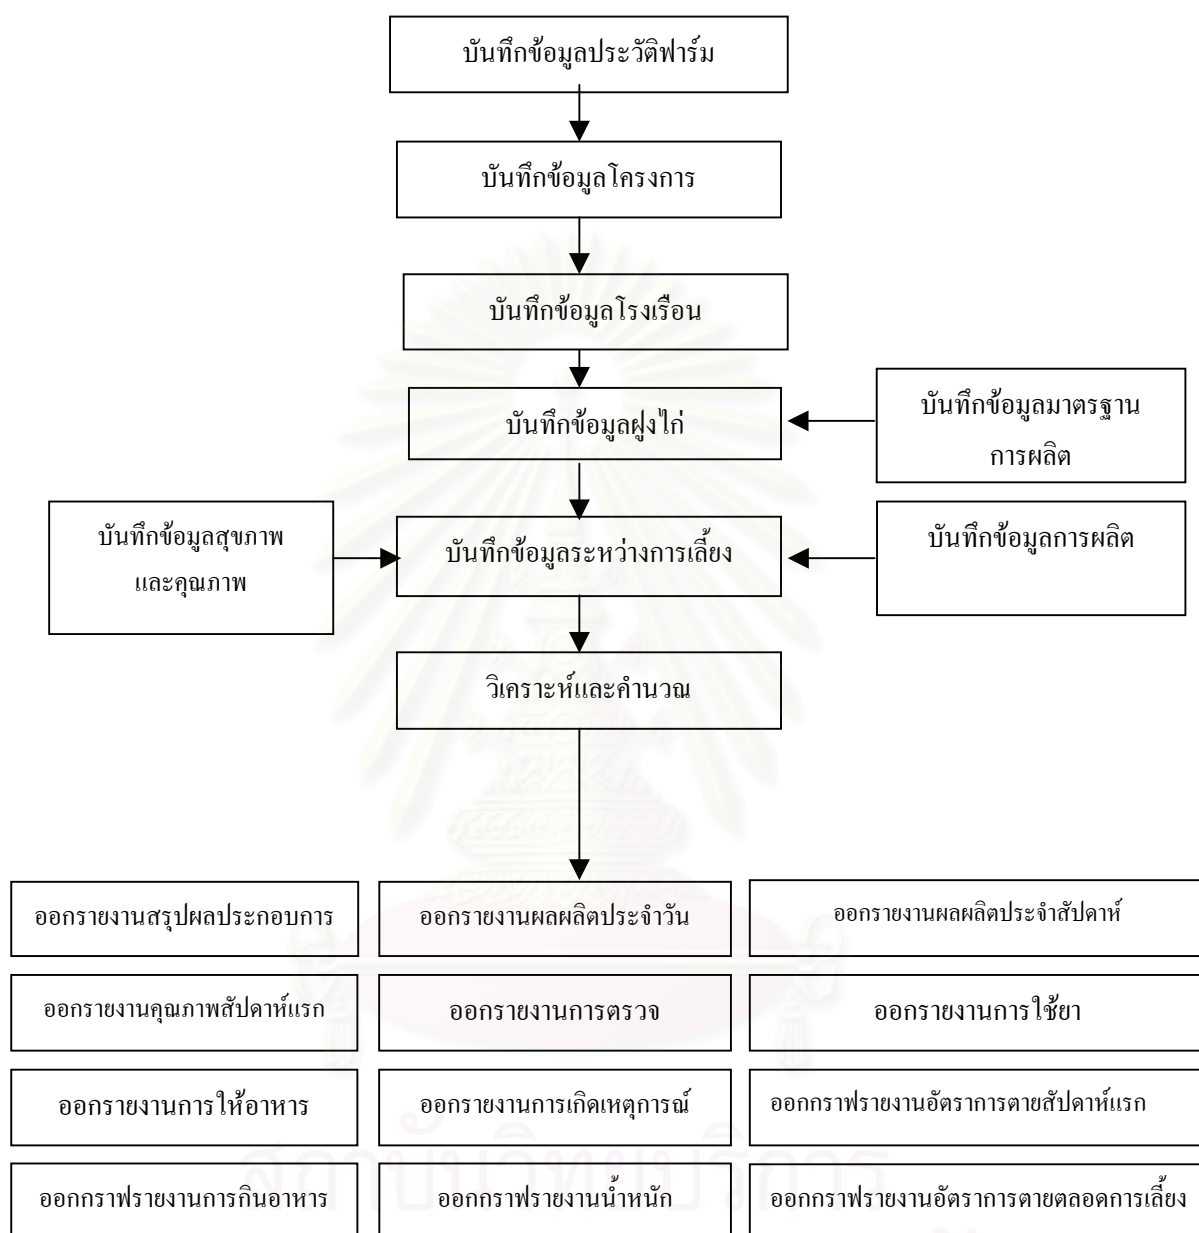 บันทึกข้อมูลประวัติฟาร์ม
บันทึกข้อมูลโครงการ
บันทึกข้อมูลโรงเรือน
บันทึกข้อมูลฝูงไก่
บันทึกข้อมูลมาตรฐาน
การผลิต
บันทึกข้อมูลสุขภาพ
และคุณภาพ
บันทึกข้อมูลระหว่างการเลี้ยง
บันทึกข้อมูลการผลิต
วิเคราะห์และคำนวณ
ออกรายงานสรุปผลประกอบการ
ออกรายงานผลผลิตประจำวัน
ออกรายงานผลผลิตประจำสัปดาห์
ออกรายงานคุณภาพสัปดาห์แรก
ออกรายงานการตรวจ
ออกรายงานการใช้ยา
ออกรายงานการให้อาหาร
ออกรายงานการเกิดเหตุการณ์
ออกกราฟรายงานอัตราการตายสัปดาห์แรก
ออกกราฟรายงานการกินอาหาร
ออกกราฟรายงานน้ำหนัก
ออกกราฟรายงานอัตราการตายตลอดการเลี้ยง
สถาบันวิทยบริการ